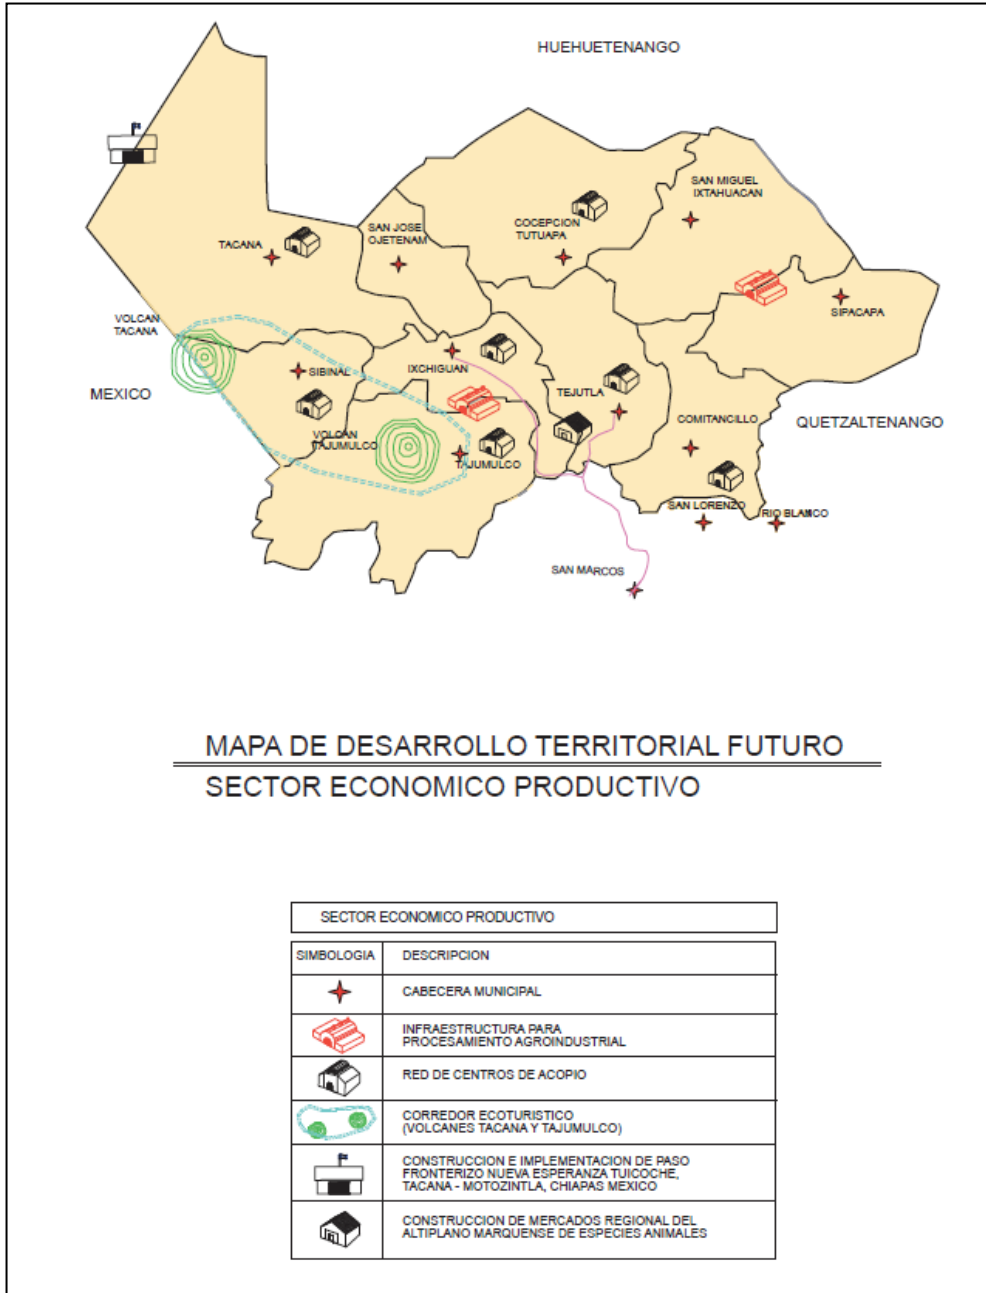 HUEHUETENANGO
SAN MIGUEL
IXTAHUACAN
COCEPCION
TUTUAPA
SAN JOSE
OJETENAM
TACANA
SIPACAPA
VOLCAN
TACANA
MEXICO
SIBINAL
IXCHIGUAN
TEJUTLA
COMITANCILLO
QUETZALTENANGO
VOLCAN
TAJUMULCO
TAJUMULCO
SAN LORENZO
RIO BLANCO
SAN MARCOS
MAPA DE DESARROLLO TERRITORIAL FUTURO
SECTOR ECONOMICO PRODUCTIVO
SECTOR ECONOMICO PRODUCTIVO
SIMBOLOGIA DESCRIPCION
CABECERA MUNICIPAL
INFRAESTRUCTURA PARA
PROCESAMIENTO AGROINDUSTRIAL
RED DE CENTROS DE ACOPIO
CORREDOR ECOTURISTICO
(VOLCANES TACANA Y TAJUMULCO)
CONSTRUCCION E IMPLEMENTACION DE PASO
FRONTERIZO NUEVA ESPERANZA TUICOCHE,
TACANA - MOTOZINTLA, CHIAPAS MEXICO
CONSTRUCCION DE MERCADOS REGIONAL DEL
ALTIPLANO MARQUENSE DE ESPECIES ANIMALES